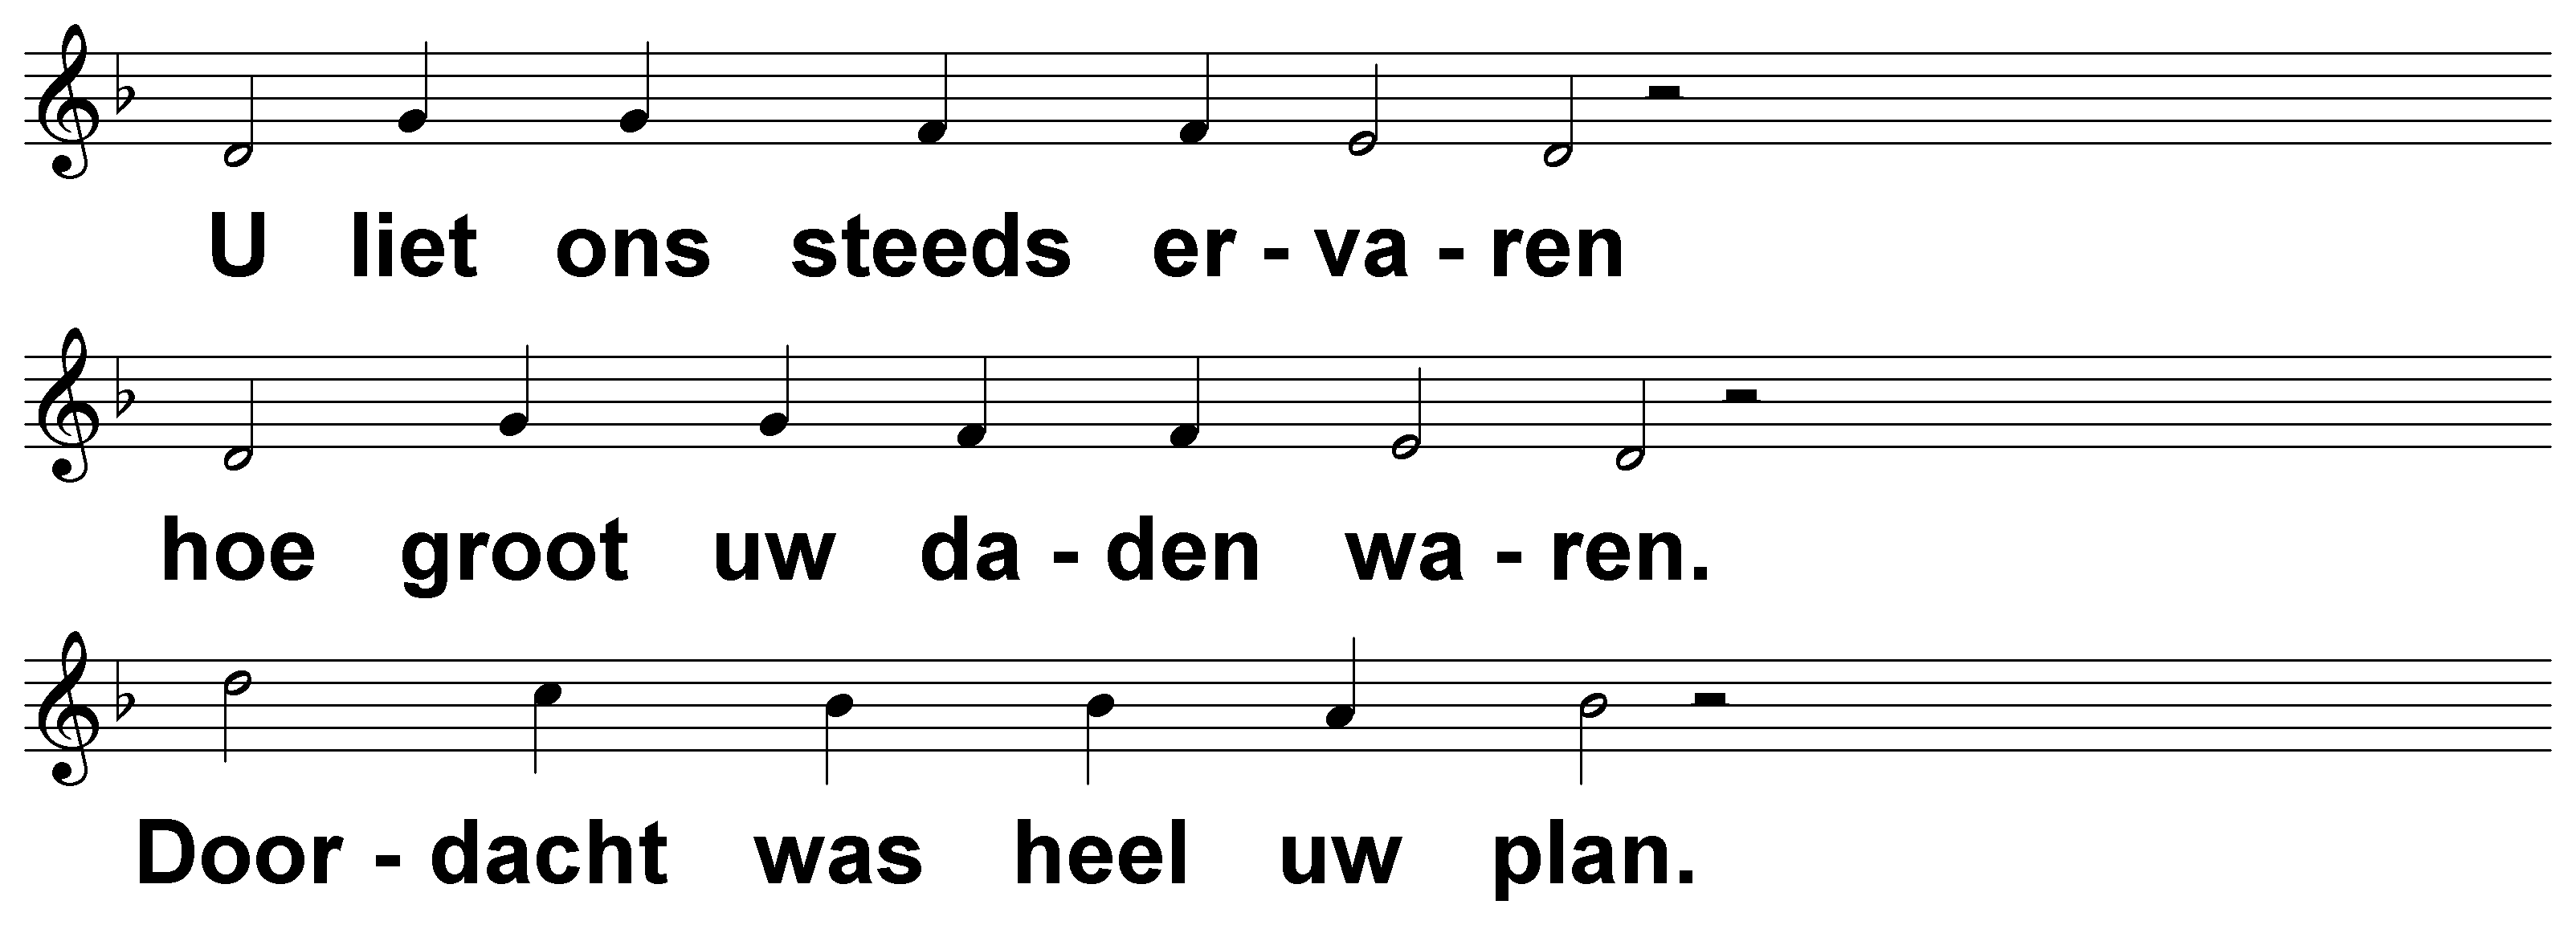 U liet ons steeds er - va - ren
hoe groot uw da - den wa - ren.
Door - dacht was heel uw plan.